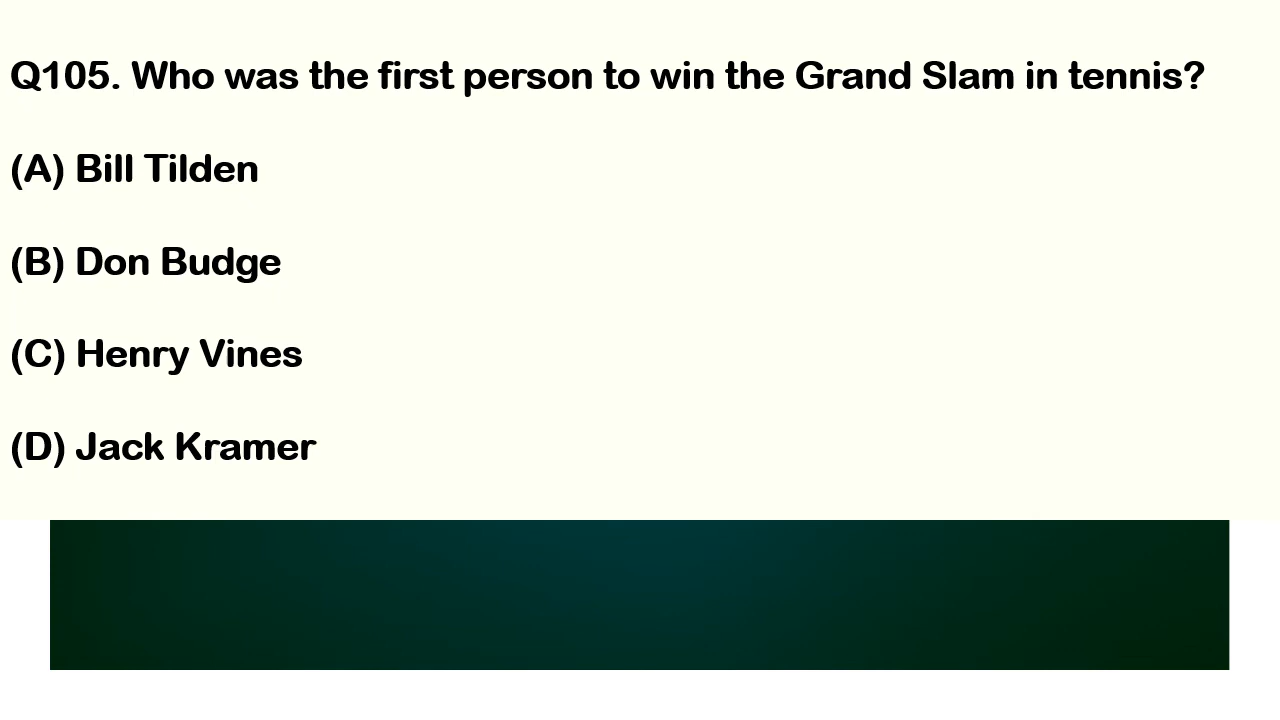 Q105. Who was the first person to win the Grand Slam in tennis?
(A) Bill Tilden
(B) Don Budge
(C) Henry Vines
(D) Jack Kramer